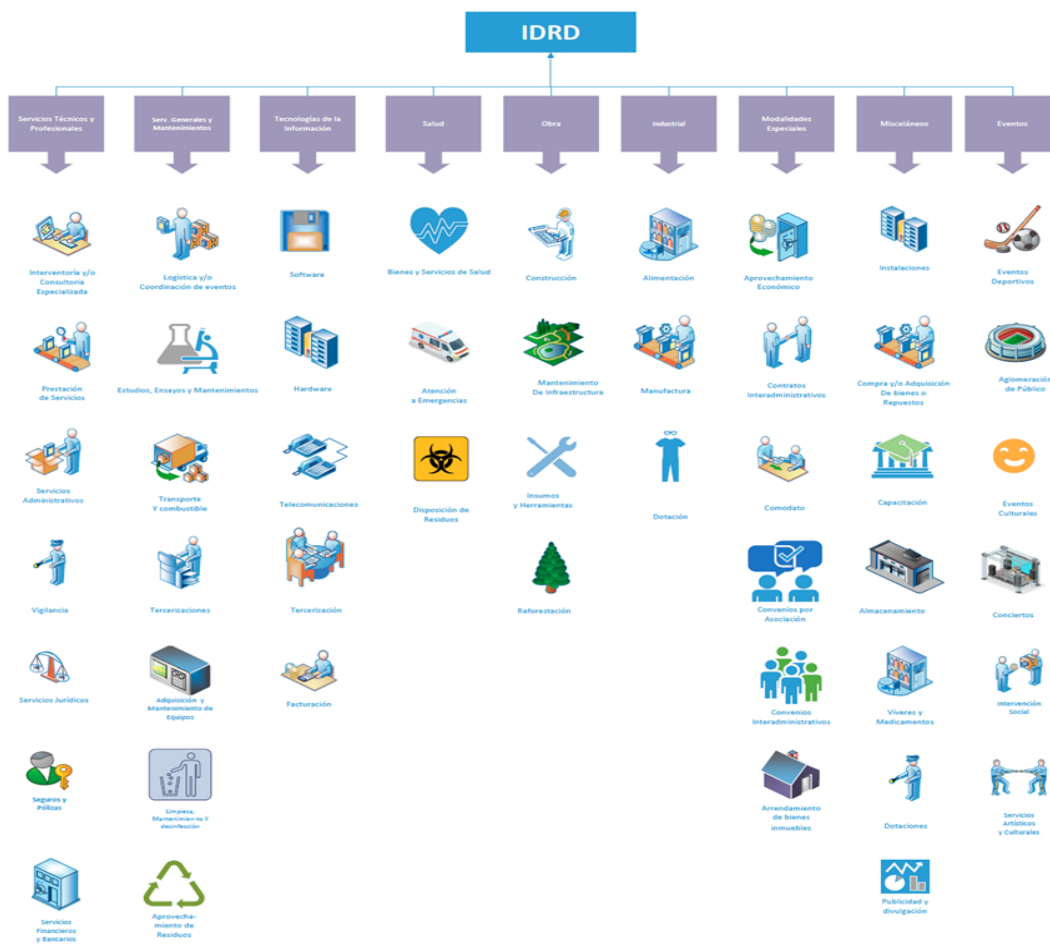 IDRD
Servicios Técnicos y
Profesionales
Serv. Generales y
Mantenimientos
Tecnologías de la
Información
Salud
Obra
Industrial
Modalidades
Especiales
Misceláneos
Eventos
Interventoría y/o
Consultoria
Especializada
Logística y/o
Coordinación de eventos
Software
Bienes y Servicios de Salud
Construcción
Alimentación
Aprovechamiento
Económico
Instalaciones
Eventos
Deportivos
Prestación
de Servicios
Estudios, Ensayos y Mantenimientos
Hardware
Atención
a Emergencias
Mantenimiento
De Infraestructura
Manufactura
Contratos
Interadministrativos
Compra y/o Adquisición
De bienes o
Repuestos
Aglomeración
de Público
Servicios
Administrativos
Transporte
Y combustible
Telecomunicaciones
Disposición de
Residuos
Insumos
y Herramientas
Dotación
Comodato
Capacitación
Eventos
Culturales
Vigilancia
Tercerizaciones
Tercerización
Reforestación
Convenios por
Asociación
Almacenamiento
Conciertos
Servicios Jurídicos
Adquisición y
Mantenimiento de
Equipos
Facturación
Convenios
Interadministrativos
Víveres y
Medicamentos
Intervención
Social
Seguros y
Pólizas
Limpieza,
Mantenimiento Y
desinfección
Arrendamiento
de bienes
inmuebles
Dotaciones
Servicios
Artísticos
y Culturales
Servicios
Financieros
y Bancarios
Aprovecha-
miento de
Residuos
Publicidad y
divulgación